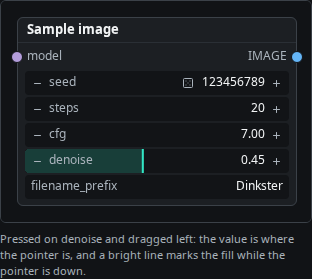 Sample image
model IMAGE
– seed 123456789 +
– steps 20 +
– cfg 7.00 +
– denoise 0.45 +
filename_prefix Dinkster
Pressed on denoise and dragged left: the value is where
the pointer is, and a bright line marks the fill while the
pointer is down.